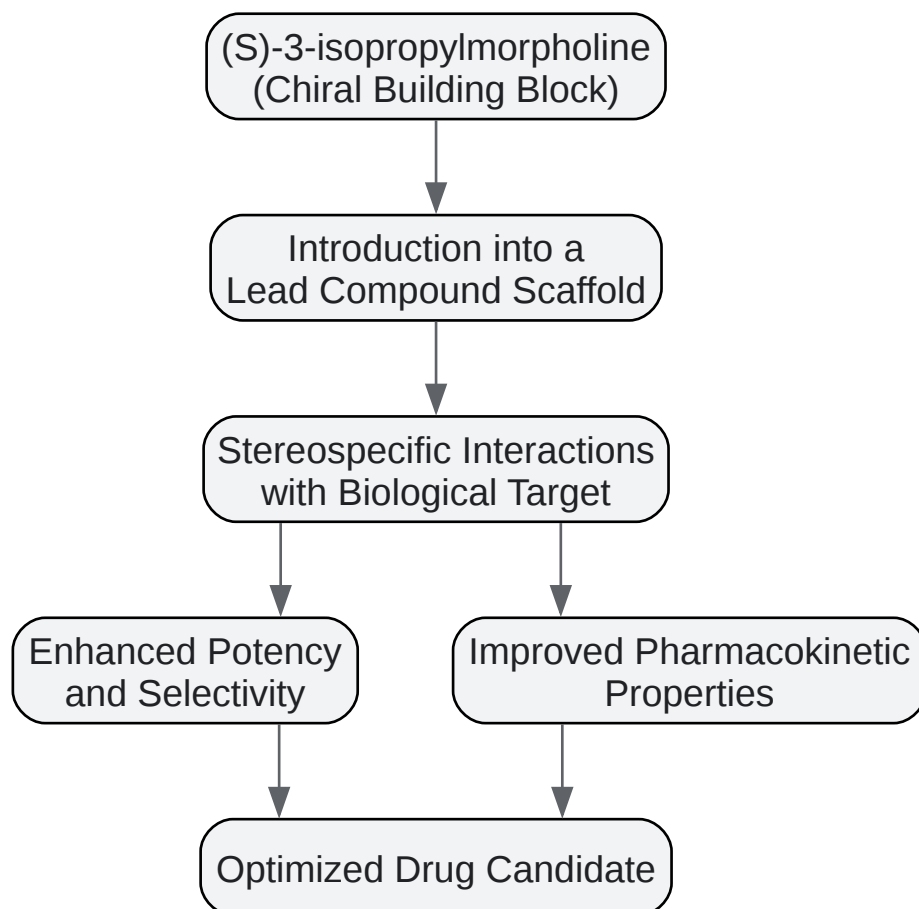 (S)-3-isopropylmorpholine
(Chiral Building Block)
Introduction into a
Lead Compound Scaffold
Stereospecific Interactions
with Biological Target
Enhanced Potency
and Selectivity
Improved Pharmacokinetic
Properties
Optimized Drug Candidate